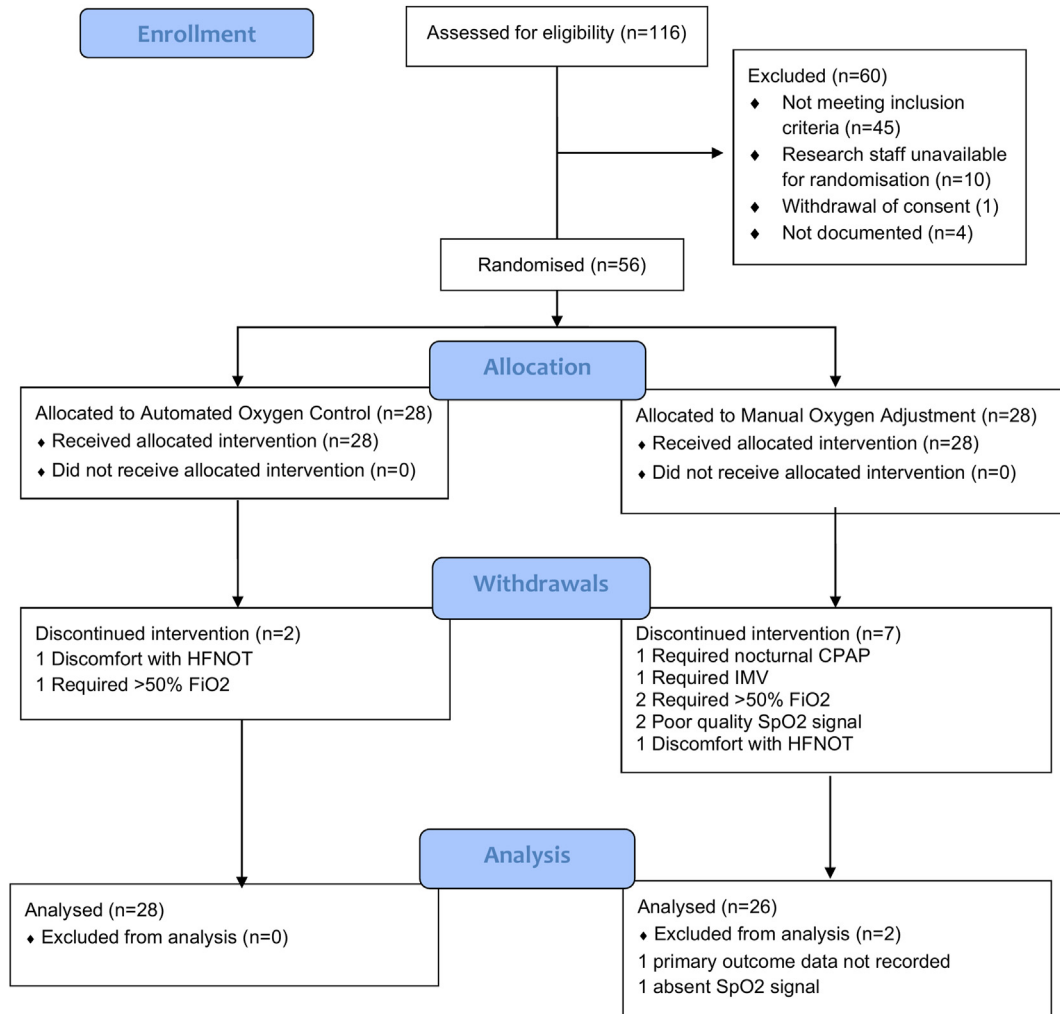 Enrollment
Assessed for eligibility (n=116)
Excluded (n=60)
♦ Not meeting inclusion
criteria (n=45)
♦ Research staff unavailable
for randomisation (n=10)
♦ Withdrawal of consent (1)
♦ Not documented (n=4)
Randomised (n=56)
Allocation
Allocated to Automated Oxygen Control (n=28)
♦ Received allocated intervention (n=28)
♦ Did not receive allocated intervention (n=0)
Allocated to Manual Oxygen Adjustment (n=28)
♦ Received allocated intervention (n=28)
♦ Did not receive allocated intervention (n=0)
Withdrawals
Discontinued intervention (n=2)
1 Discomfort with HFNOT
1 Required >50% FiO2
Discontinued intervention (n=7)
1 Required nocturnal CPAP
1 Required IMV
2 Required >50% FiO2
2 Poor quality SpO2 signal
1 Discomfort with HFNOT
Analysis
Analysed (n=28)
♦ Excluded from analysis (n=0)
Analysed (n=26)
♦ Excluded from analysis (n=2)
1 primary outcome data not recorded
1 absent SpO2 signal